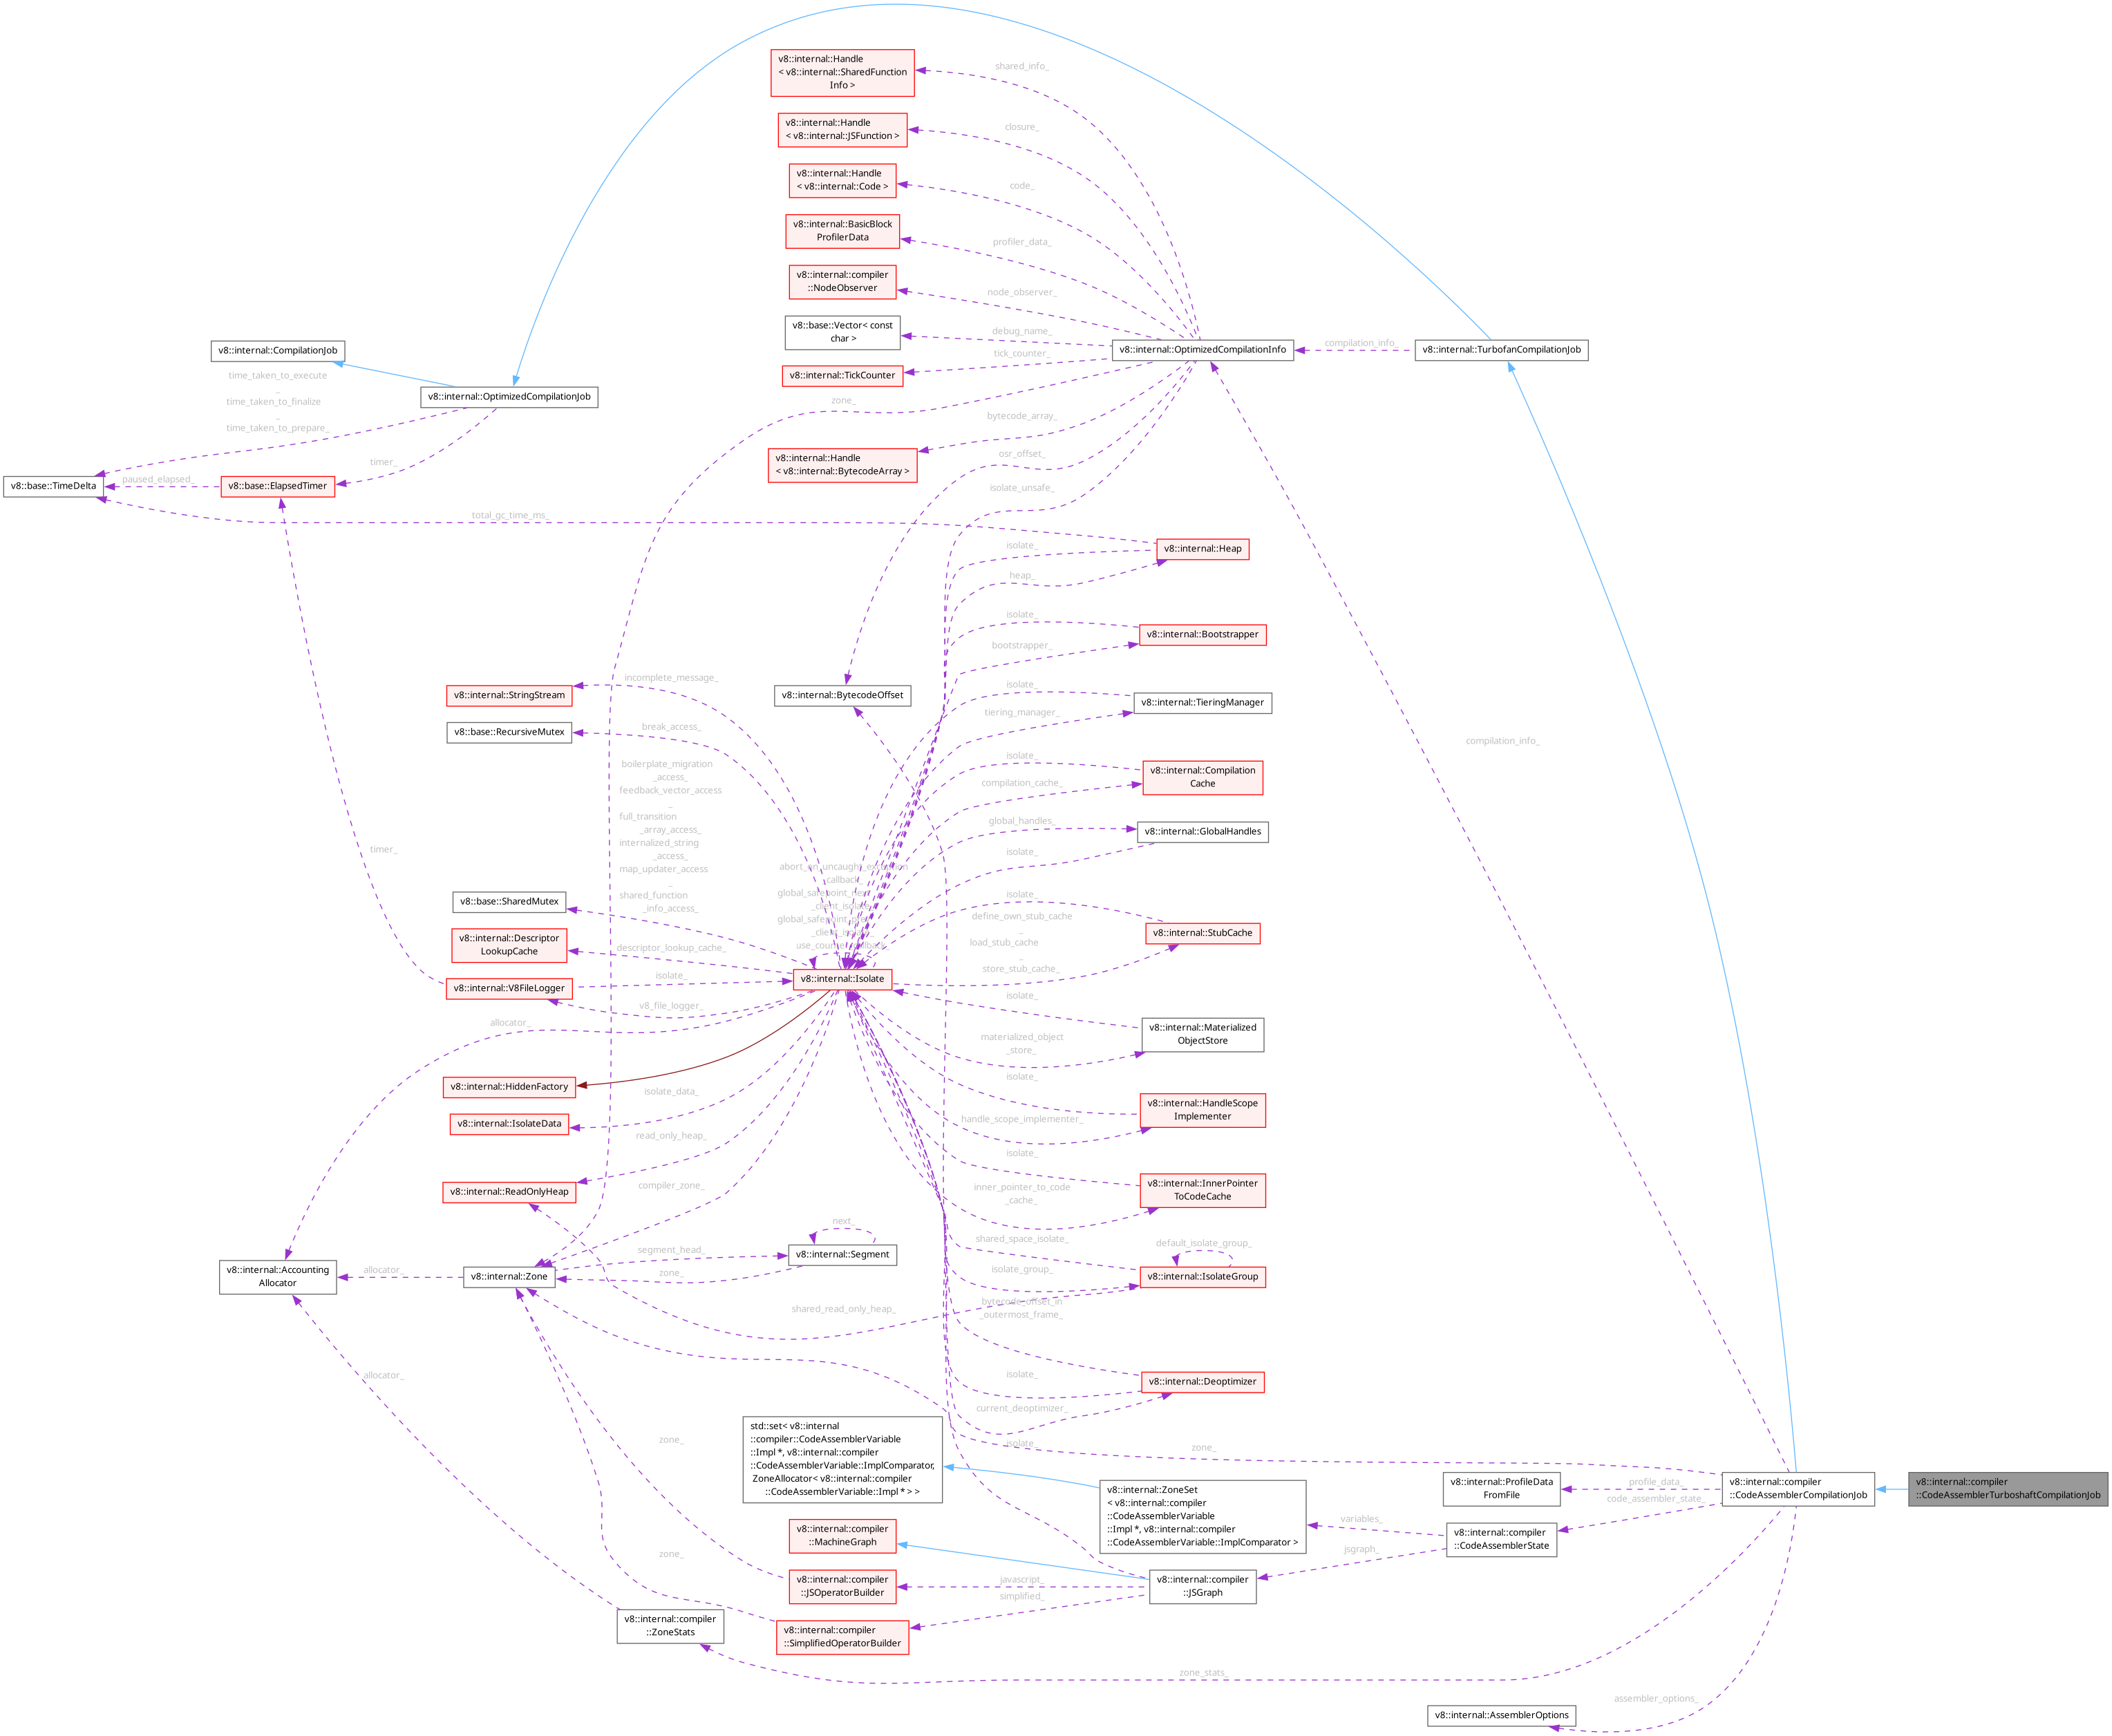 v8::internal::Handle
< v8::internal::SharedFunction
Info >
shared_info_
v8::internal::Handle
< v8::internal::JSFunction >
closure_
v8::internal::Handle
< v8::internal::Code >
code_
v8::internal::BasicBlock
ProfilerData
profiler_data_
v8::internal::compiler
::NodeObserver
node_observer_
v8::base::Vector< const
char >
debug_name_
v8::internal::OptimizedCompilationInfo
compilation_info_
v8::internal::TurbofanCompilationJob
v8::internal::CompilationJob
tick_counter_
v8::internal::TickCounter
time_taken_to_execute
_
time_taken_to_finalize
_
time_taken_to_prepare_
v8::internal::OptimizedCompilationJob
zone_
bytecode_array_
v8::internal::Handle
< v8::internal::BytecodeArray >
osr_offset_
timer_
v8::base::TimeDelta
paused_elapsed_
v8::base::ElapsedTimer
isolate_unsafe_
total_gc_time_ms_
isolate_
v8::internal::Heap
heap_
isolate_
v8::internal::Bootstrapper
bootstrapper_
incomplete_message_
v8::internal::StringStream
v8::internal::BytecodeOffset
isolate_
v8::internal::TieringManager
tiering_manager_
break_access_
v8::base::RecursiveMutex
compilation_info_
isolate_
v8::internal::Compilation
Cache
compilation_cache_
boilerplate_migration
_access_
feedback_vector_access
_
full_transition
_array_access_
internalized_string
_access_
map_updater_access
_
shared_function
_info_access_
global_handles_
v8::internal::GlobalHandles
isolate_
timer_
abort_on_uncaught_exception
_callback_
global_safepoint_next
_client_isolate_
global_safepoint_prev
_client_isolate_
use_counter_callback_
v8::base::SharedMutex
isolate_
define_own_stub_cache
_
load_stub_cache
_
store_stub_cache_
v8::internal::StubCache
v8::internal::Descriptor
LookupCache
descriptor_lookup_cache_
v8::internal::V8FileLogger
isolate_
v8::internal::Isolate
v8_file_logger_
isolate_
v8::internal::Materialized
ObjectStore
materialized_object
_store_
allocator_
v8::internal::HiddenFactory
isolate_
v8::internal::HandleScope
Implementer
handle_scope_implementer_
isolate_data_
v8::internal::IsolateData
read_only_heap_
isolate_
v8::internal::InnerPointer
ToCodeCache
inner_pointer_to_code
_cache_
v8::internal::ReadOnlyHeap
compiler_zone_
next_
shared_space_isolate_
default_isolate_group_
segment_head_
v8::internal::Segment
v8::internal::Accounting
Allocator
allocator_
v8::internal::Zone
zone_
isolate_group_
v8::internal::IsolateGroup
shared_read_only_heap_
bytecode_offset_in
_outermost_frame_
allocator_
isolate_
v8::internal::Deoptimizer
current_deoptimizer_
std::set< v8::internal
::compiler::CodeAssemblerVariable
::Impl *, v8::internal::compiler
::CodeAssemblerVariable::ImplComparator,
ZoneAllocator< v8::internal::compiler
::CodeAssemblerVariable::Impl * > >
zone_
isolate_
zone_
v8::internal::ZoneSet
< v8::internal::compiler
::CodeAssemblerVariable
::Impl *, v8::internal::compiler
::CodeAssemblerVariable::ImplComparator >
v8::internal::ProfileData
FromFile
profile_data_
v8::internal::compiler
::CodeAssemblerCompilationJob
v8::internal::compiler
::CodeAssemblerTurboshaftCompilationJob
code_assembler_state_
variables_
v8::internal::compiler
::CodeAssemblerState
jsgraph_
v8::internal::compiler
::MachineGraph
zone_
v8::internal::compiler
::JSOperatorBuilder
javascript_
v8::internal::compiler
::JSGraph
simplified_
v8::internal::compiler
::ZoneStats
v8::internal::compiler
::SimplifiedOperatorBuilder
zone_stats_
assembler_options_
v8::internal::AssemblerOptions